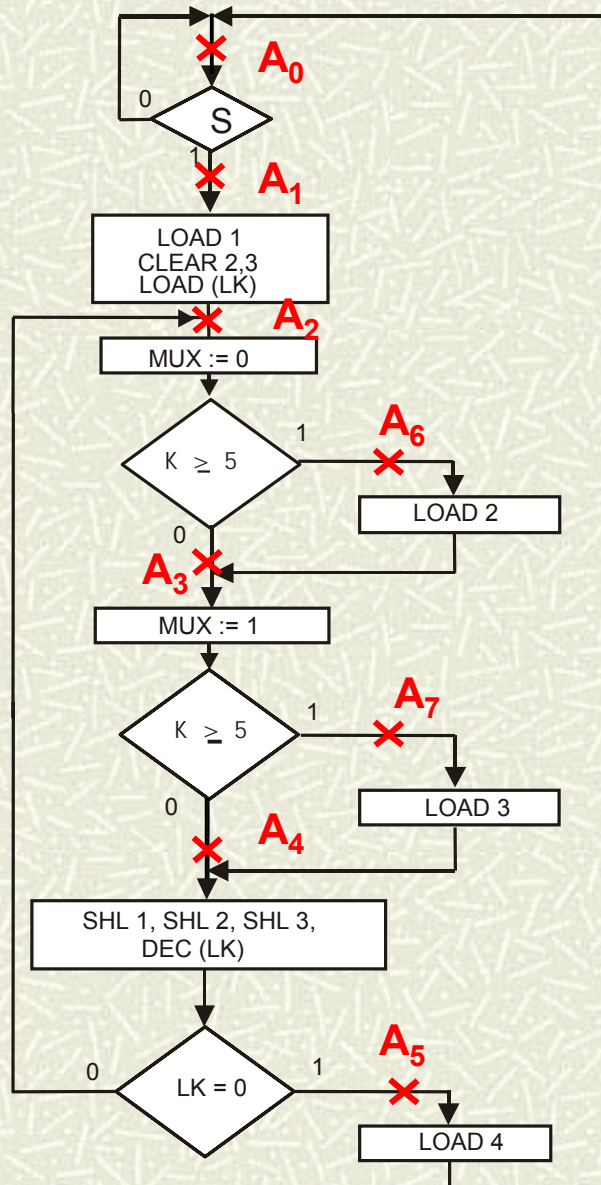 A0
0
S
1
A1
LOAD 1
CLEAR 2,3
LOAD (LK)
A2
MUX := 0
K ≥ 5
1
A6
LOAD 2
0
A3
MUX := 1
K ≥ 5
1
A7
LOAD 3
0
A4
SHL 1, SHL 2, SHL 3,
DEC (LK)
0
LK = 0
1
A5
LOAD 4